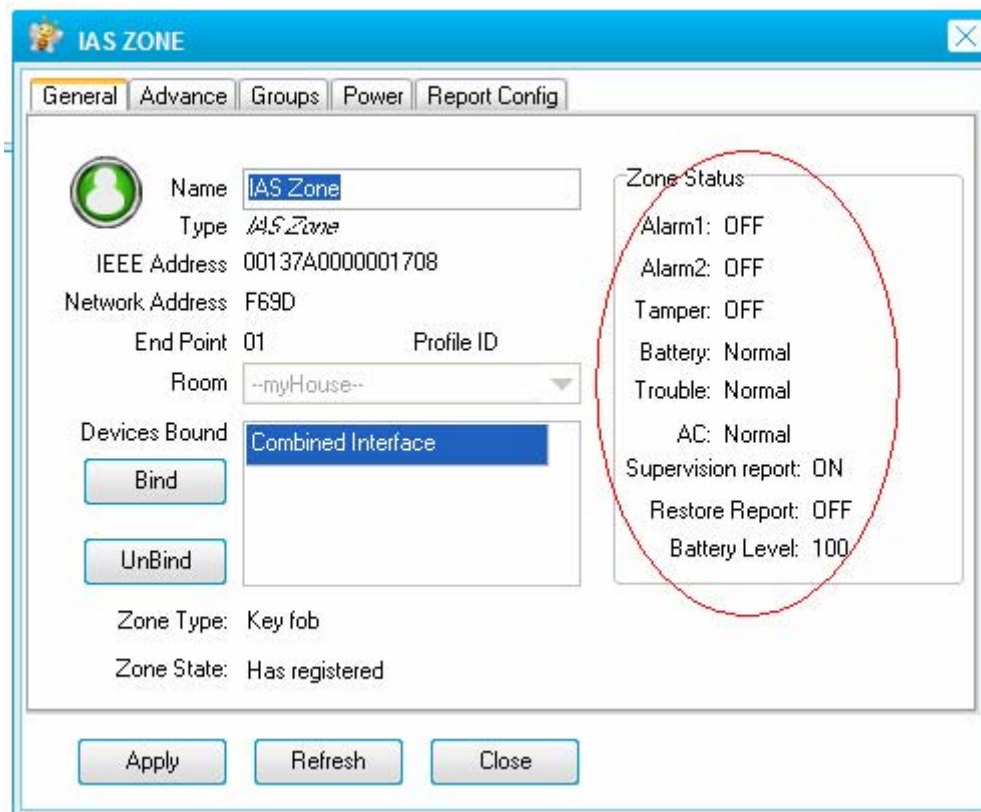 IAS ZONE
General Advance Groups Power Report Config
Name IAS Zone
Type IAS Zone
IEEE Address 00137A0000001708
Network Address F69D
End Point 01 Profile ID
Room --myHouse--
Devices Bound Combined Interface
Bind
UnBind
Zone Type: Key fob
Zone State: Has registered
Zone Status
Alarm1: OFF
Alarm2: OFF
Tamper: OFF
Battery: Normal
Trouble: Normal
AC: Normal
Supervision report: ON
Restore Report: OFF
Battery Level: 100
Apply Refresh Close